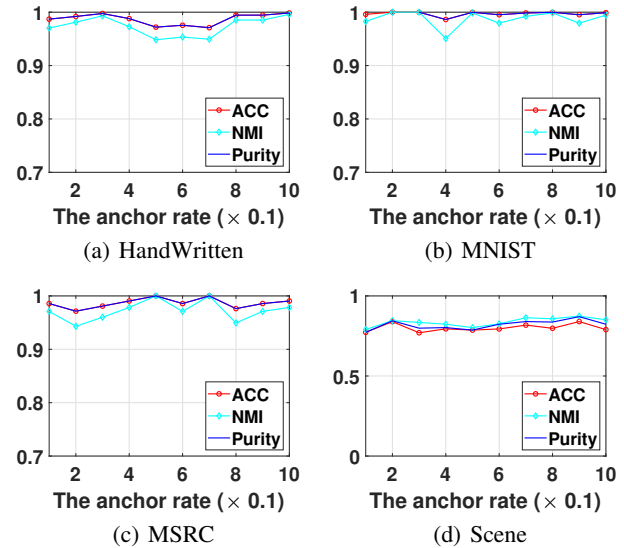 1
0.9
0.8
0.7
ACC
NMI
Purity
2 4 6 8 10
The anchor rate (× 0.1)
(a) HandWritten
1
0.9
0.8
0.7
ACC
NMI
Purity
2 4 6 8 10
The anchor rate (× 0.1)
(b) MNIST
1
0.9
0.8
0.7
ACC
NMI
Purity
2 4 6 8 10
The anchor rate (× 0.1)
(c) MSRC
1
0.5
0
ACC
NMI
Purity
2 4 6 8 10
The anchor rate (× 0.1)
(d) Scene